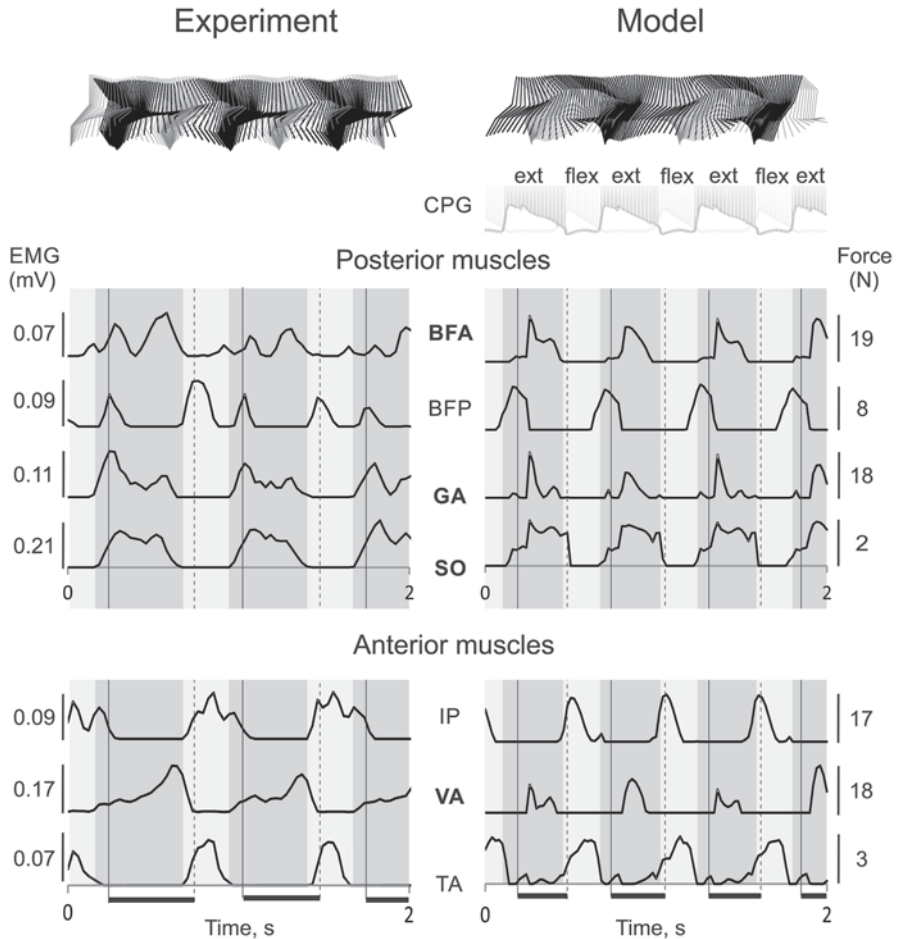 Experiment Model
ext flex ext flex ext flex ext
CPG
EMG (mV)
Posterior muscles
Force (N)
0.07 BFA 19
0.09 BFP 8
0.11 GA 18
0.21 SO 2
0 2 0 2
Anterior muscles
0.09 IP 17
0.17 VA 18
0.07 TA 3
0 2 0 2
Time, s Time, s